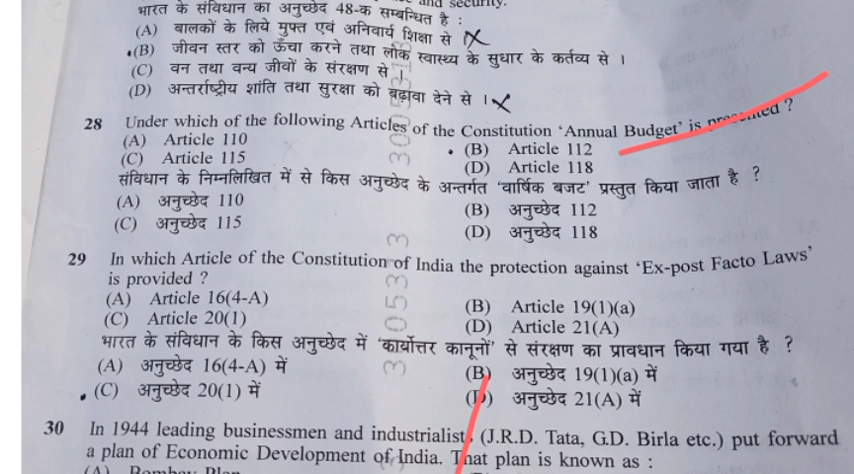 and security.
भारत के संविधान का अनुच्छेद 48-क सम्बन्धित है :
(A) बालकों के लिये मुफ्त एवं अनिवार्य शिक्षा से
(B) जीवन स्तर को ऊँचा करने तथा लोक स्वास्थ्य के सुधार के कर्तव्य से ।
(C) वन तथा वन्य जीवों के संरक्षण से ।
(D) अन्तर्राष्ट्रीय शांति तथा सुरक्षा को बढ़ावा देने से ।
28 Under which of the following Articles of the Constitution ‘Annual Budget’ is presented ?
(A) Article 110 (B) Article 112
(C) Article 115 (D) Article 118
संविधान के निम्नलिखित में से किस अनुच्छेद के अन्तर्गत ‘वार्षिक बजट’ प्रस्तुत किया जाता है ?
(A) अनुच्छेद 110 (B) अनुच्छेद 112
(C) अनुच्छेद 115 (D) अनुच्छेद 118
29 In which Article of the Constitution of India the protection against ‘Ex-post Facto Laws’
is provided ?
(A) Article 16(4-A) (B) Article 19(1)(a)
(C) Article 20(1) (D) Article 21(A)
भारत के संविधान के किस अनुच्छेद में ‘कार्योत्तर कानूनों’ से संरक्षण का प्रावधान किया गया है ?
(A) अनुच्छेद 16(4-A) में (B) अनुच्छेद 19(1)(a) में
(C) अनुच्छेद 20(1) में (D) अनुच्छेद 21(A) में
30 In 1944 leading businessmen and industrialist (J.R.D. Tata, G.D. Birla etc.) put forward
a plan of Economic Development of India. That plan is known as :
(A) Bombay Plan